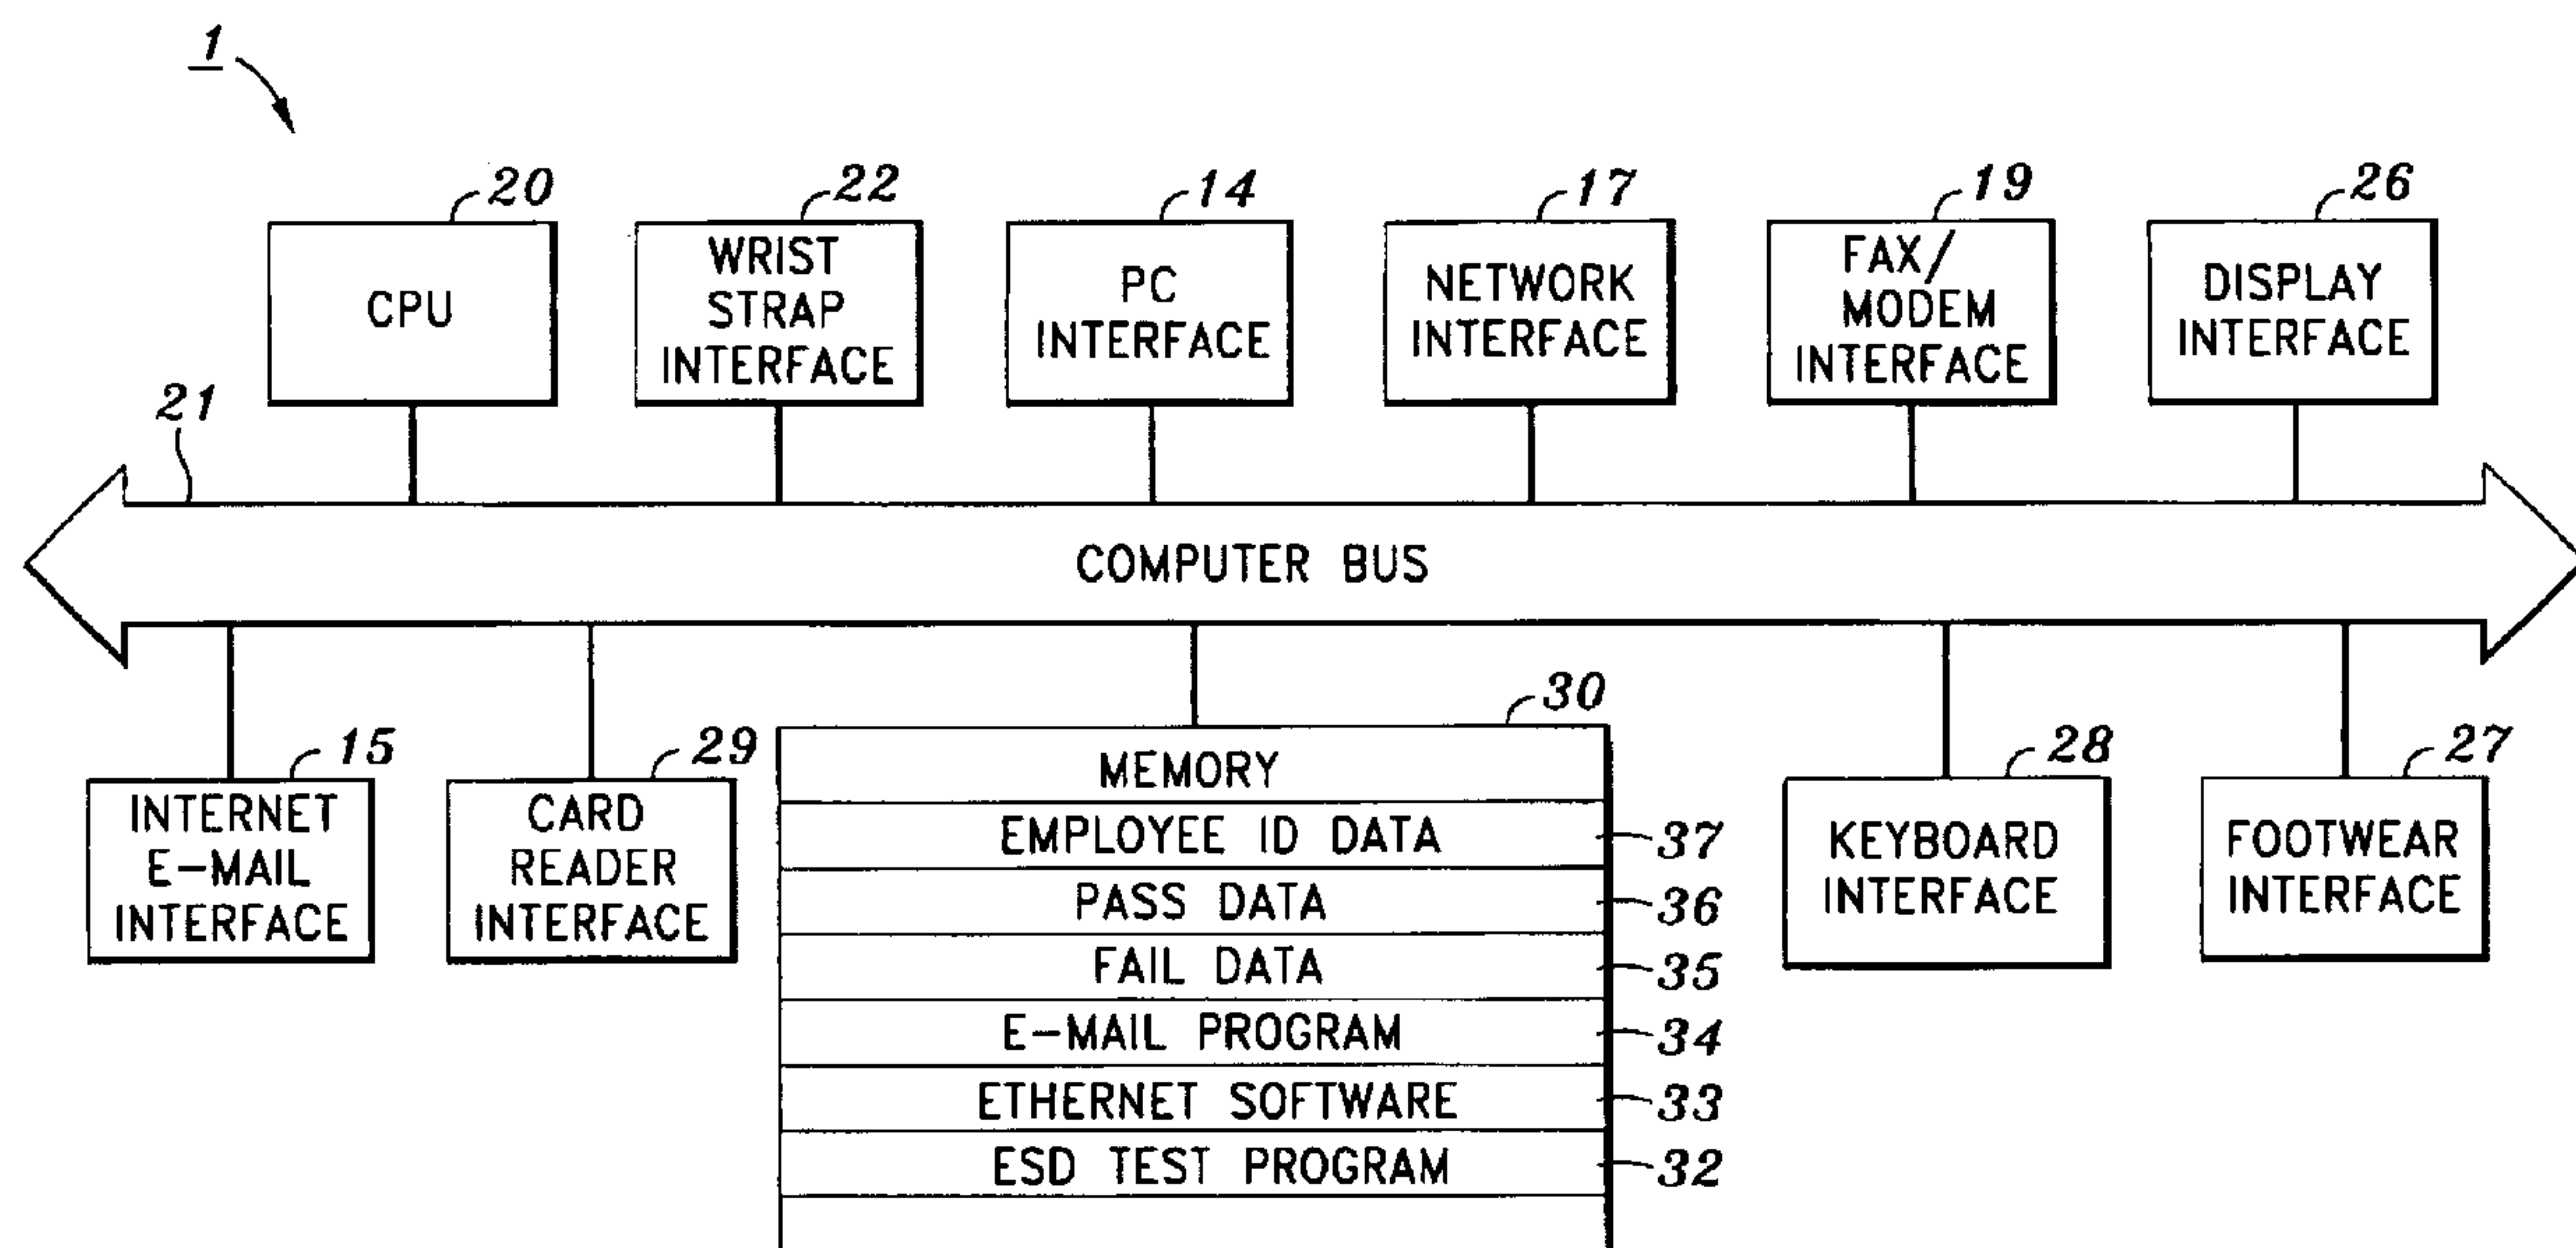 1
20
22
14
17
19
26
CPU
WRIST
STRAP
INTERFACE
PC
INTERFACE
NETWORK
INTERFACE
FAX/
MODEM
INTERFACE
DISPLAY
INTERFACE
21
COMPUTER BUS
15
29
30
28
27
INTERNET
E-MAIL
INTERFACE
CARD
READER
INTERFACE
MEMORY
EMPLOYEE ID DATA 37
PASS DATA 36
FAIL DATA 35
E-MAIL PROGRAM 34
ETHERNET SOFTWARE 33
ESD TEST PROGRAM 32
KEYBOARD
INTERFACE
FOOTWEAR
INTERFACE